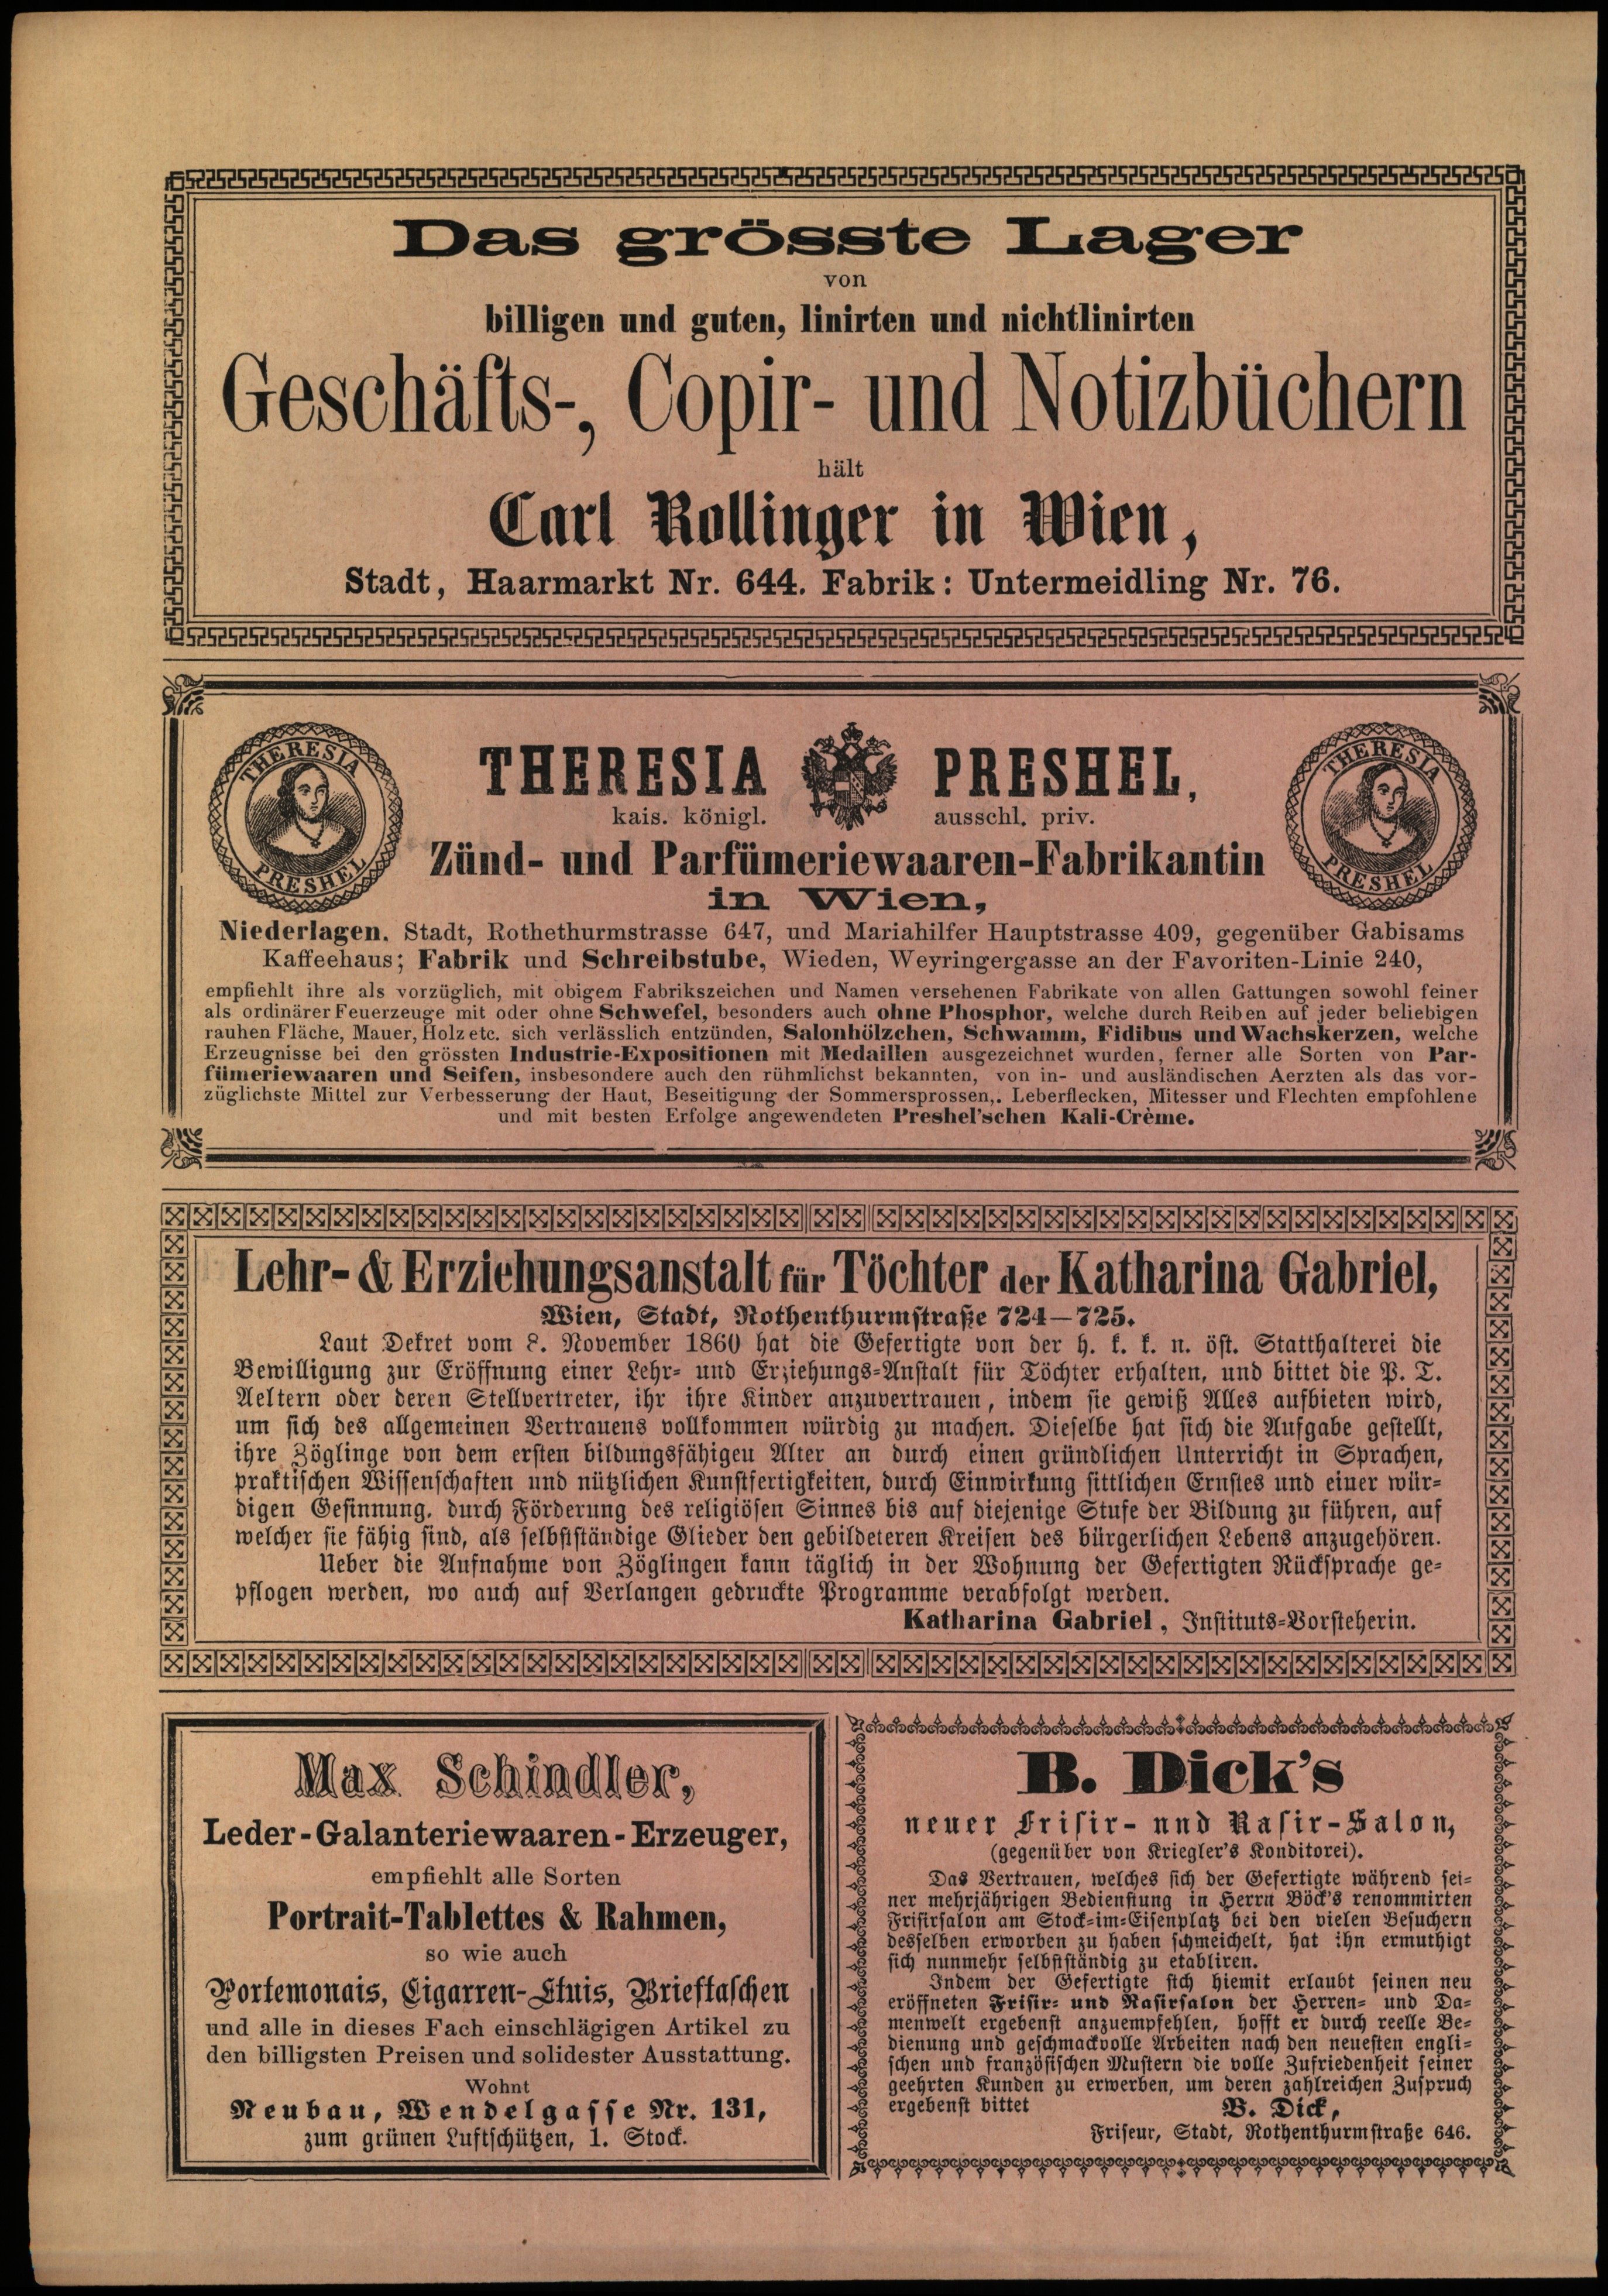 Das grösste Lager
von
billigen und guten, linirten und nichtlinirten
Geschäfts-, Copir- und Notizbüchern
hält
Carl Rollinger in Wien,
Stadt, Haarmarkt Nr. 644. Fabrik: Untermeidling Nr. 76.
THERESIA PRESHEL
THERESIA PRESHEL,
THERESIA PRESHEL
kais. königl. ausschl. priv.
Zünd- und Parfümeriewaaren-Fabrikantin
in Wien,
Niederlagen. Stadt, Rothethurmstrasse 647, und Mariahilfer Hauptstrasse 409, gegenüber Gabisams
Kaffeehaus; Fabrik und Schreibstube, Wieden, Weyringergasse an der Favoriten-Linie 240,
empfiehlt ihre als vorzüglich, mit obigem Fabrikszeichen und Namen versehenen Fabrikate von allen Gattungen sowohl feiner
als ordinärer Feuerzeuge mit oder ohne Schwefel, besonders auch ohne Phosphor, welche durch Reiben auf jeder beliebigen
rauhen Fläche, Mauer, Holz etc. sich verlässlich entzünden, Salonhölzchen, Schwamm, Fidibus und Wachskerzen, welche
Erzeugnisse bei den grössten Industrie-Expositionen mit Medaillen ausgezeichnet wurden, ferner alle Sorten von Par-
fümeriewaaren und Seifen, insbesondere auch den rühmlichst bekannten, von in- und ausländischen Aerzten als das vor-
züglichste Mittel zur Verbesserung der Haut, Beseitigung der Sommersprossen,. Leberflecken, Mitesser und Flechten empfohlene
und mit besten Erfolge angewendeten Preshel'schen Kali-Crème.
Lehr- & Erziehungsanstalt für Töchter der Katharina Gabriel,
Wien, Stadt, Rothenthurmstraße 724—725.
Laut Dekret vom 8. November 1860 hat die Gefertigte von der h. k. k. n. öst. Statthalterei die
Bewilligung zur Eröffnung einer Lehr- und Erziehungs-Anstalt für Töchter erhalten, und bittet die P. T.
Aeltern oder deren Stellvertreter, ihr ihre Kinder anzuvertrauen, indem sie gewiß Alles aufbieten wird,
um sich des allgemeinen Vertrauens vollkommen würdig zu machen. Dieselbe hat sich die Aufgabe gestellt,
ihre Zöglinge von dem ersten bildungsfähigen Alter an durch einen gründlichen Unterricht in Sprachen,
praktischen Wissenschaften und nützlichen Kunstfertigkeiten, durch Einwirkung sittlichen Ernstes und einer wür-
digen Gesinnung. durch Förderung des religiösen Sinnes bis auf diejenige Stufe der Bildung zu führen, auf
welcher sie fähig sind, als selbstständige Glieder den gebildeteren Kreisen des bürgerlichen Lebens anzugehören.
Ueber die Aufnahme von Zöglingen kann täglich in der Wohnung der Gefertigten Rücksprache ge-
pflogen werden, wo auch auf Verlangen gedruckte Programme verabfolgt werden.
Katharina Gabriel, Instituts-Vorsteherin.
Max Schindler,
Leder-Galanteriewaaren-Erzeuger,
empfiehlt alle Sorten
Portrait-Tablettes & Rahmen,
so wie auch
Portemonais, Cigarren-Etuis, Brieftaschen
und alle in dieses Fach einschlägigen Artikel zu
den billigsten Preisen und solidester Ausstattung.
Wohnt
Neubau, Wendelgasse Nr. 131,
zum grünen Luftschützen, 1. Stock.
B. Dick's
neuer Frisir- und Rasir-Salon,
(gegenüber von Kriegler's Konditorei).
Das Vertrauen, welches sich der Gefertigte während sei-
ner mehrjährigen Bedienstung in Herrn Böck's renommirten
Frisirsalon am Stock-im-Eisenplatz bei den vielen Besuchern
desselben erworben zu haben schmeichelt, hat ihn ermuthigt
sich nunmehr selbstständig zu etabliren.
Indem der Gefertigte sich hiemit erlaubt seinen neu
eröffneten Frisir- und Rasirsalon der Herren- und Da-
menwelt ergebenst anzuempfehlen, hofft er durch reelle Be-
dienung und geschmackvolle Arbeiten nach den neuesten engli-
schen und französischen Mustern die volle Zufriedenheit seiner
geehrten Kunden zu erwerben, um deren zahlreichen Zuspruch
ergebenst bittet B. Dick,
Friseur, Stadt, Rothenthurmstraße 646.